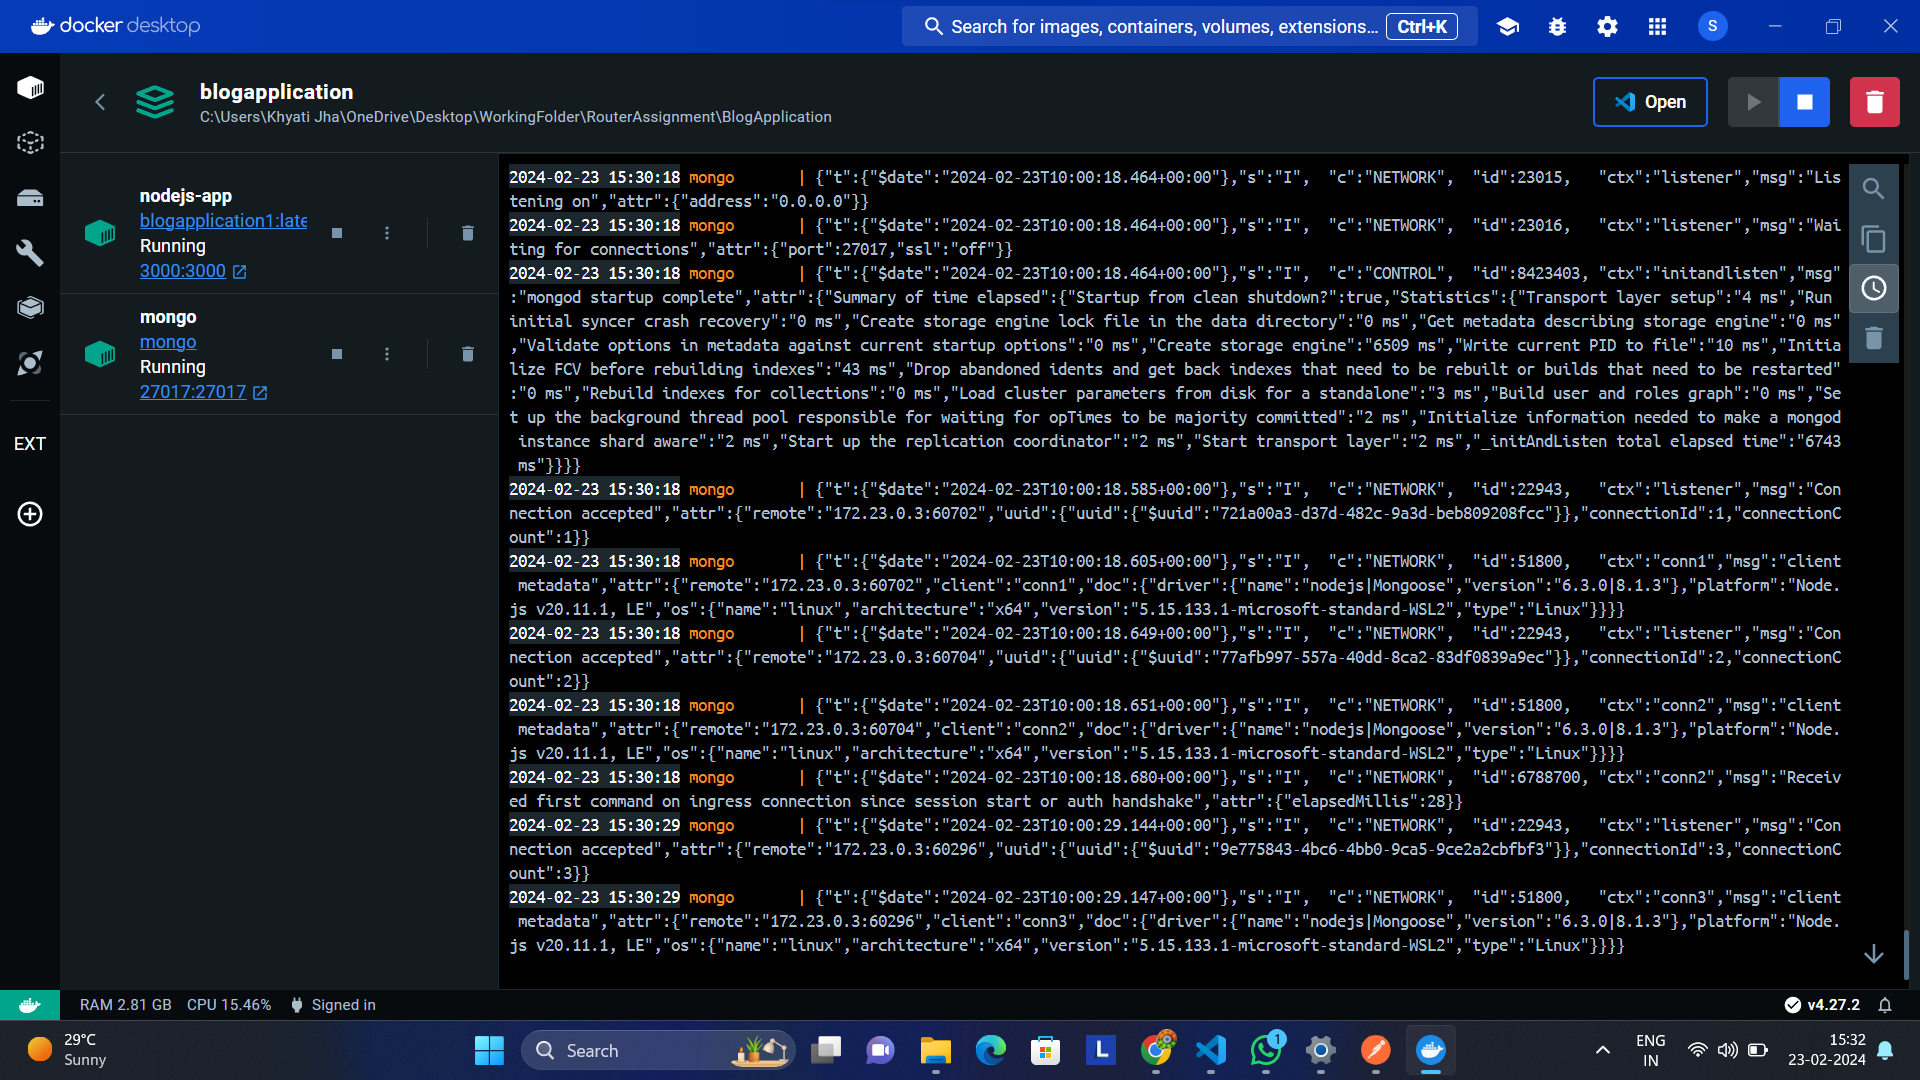 docker desktop
Search for images, containers, volumes, extensions... Ctrl+K
S
blogapplication
C:\Users\Khyati Jha\OneDrive\Desktop\WorkingFolder\RouterAssignment\BlogApplication
Open
nodejs-app
blogapplication1:late
Running
3000:3000
mongo
mongo
Running
27017:27017
EXT
2024-02-23 15:30:18 mongo | {"t":{"$date":"2024-02-23T10:00:18.464+00:00"},"s":"I", "c":"NETWORK", "id":23015, "ctx":"listener","msg":"Lis
tening on","attr":{"address":"0.0.0.0"}}
2024-02-23 15:30:18 mongo | {"t":{"$date":"2024-02-23T10:00:18.464+00:00"},"s":"I", "c":"NETWORK", "id":23016, "ctx":"listener","msg":"Wai
ting for connections","attr":{"port":27017,"ssl":"off"}}
2024-02-23 15:30:18 mongo | {"t":{"$date":"2024-02-23T10:00:18.464+00:00"},"s":"I", "c":"CONTROL", "id":8423403, "ctx":"initandlisten","msg"
:"mongod startup complete","attr":{"Summary of time elapsed":{"Startup from clean shutdown?":true,"Statistics":{"Transport layer setup":"4 ms","Run
initial syncer crash recovery":"0 ms","Create storage engine lock file in the data directory":"0 ms","Get metadata describing storage engine":"0 ms"
,"Validate options in metadata against current startup options":"0 ms","Create storage engine":"6509 ms","Write current PID to file":"10 ms","Initia
lize FCV before rebuilding indexes":"43 ms","Drop abandoned idents and get back indexes that need to be rebuilt or builds that need to be restarted"
:"0 ms","Rebuild indexes for collections":"0 ms","Load cluster parameters from disk for a standalone":"3 ms","Build user and roles graph":"0 ms","Se
t up the background thread pool responsible for waiting for opTimes to be majority committed":"2 ms","Initialize information needed to make a mongod
instance shard aware":"2 ms","Start up the replication coordinator":"2 ms","Start transport layer":"2 ms","_initAndListen total elapsed time":"6743
ms"}}}}
2024-02-23 15:30:18 mongo | {"t":{"$date":"2024-02-23T10:00:18.585+00:00"},"s":"I", "c":"NETWORK", "id":22943, "ctx":"listener","msg":"Con
nection accepted","attr":{"remote":"172.23.0.3:60702","uuid":{"uuid":{"$uuid":"721a00a3-d37d-482c-9a3d-beb809208fcc"}},"connectionId":1,"connectionC
ount":1}}
2024-02-23 15:30:18 mongo | {"t":{"$date":"2024-02-23T10:00:18.605+00:00"},"s":"I", "c":"NETWORK", "id":51800, "ctx":"conn1","msg":"client
metadata","attr":{"remote":"172.23.0.3:60702","client":"conn1","doc":{"driver":{"name":"nodejs|Mongoose","version":"6.3.0|8.1.3"},"platform":"Node.
js v20.11.1, LE","os":{"name":"linux","architecture":"x64","version":"5.15.133.1-microsoft-standard-WSL2","type":"Linux"}}}}
2024-02-23 15:30:18 mongo | {"t":{"$date":"2024-02-23T10:00:18.649+00:00"},"s":"I", "c":"NETWORK", "id":22943, "ctx":"listener","msg":"Con
nection accepted","attr":{"remote":"172.23.0.3:60704","uuid":{"uuid":{"$uuid":"77afb997-557a-40dd-8ca2-83df0839a9ec"}},"connectionId":2,"connectionC
ount":2}}
2024-02-23 15:30:18 mongo | {"t":{"$date":"2024-02-23T10:00:18.651+00:00"},"s":"I", "c":"NETWORK", "id":51800, "ctx":"conn2","msg":"client
metadata","attr":{"remote":"172.23.0.3:60704","client":"conn2","doc":{"driver":{"name":"nodejs|Mongoose","version":"6.3.0|8.1.3"},"platform":"Node.
js v20.11.1, LE","os":{"name":"linux","architecture":"x64","version":"5.15.133.1-microsoft-standard-WSL2","type":"Linux"}}}}
2024-02-23 15:30:18 mongo | {"t":{"$date":"2024-02-23T10:00:18.680+00:00"},"s":"I", "c":"NETWORK", "id":6788700, "ctx":"conn2","msg":"Receiv
ed first command on ingress connection since session start or auth handshake","attr":{"elapsedMillis":28}}
2024-02-23 15:30:29 mongo | {"t":{"$date":"2024-02-23T10:00:29.144+00:00"},"s":"I", "c":"NETWORK", "id":22943, "ctx":"listener","msg":"Con
nection accepted","attr":{"remote":"172.23.0.3:60296","uuid":{"uuid":{"$uuid":"9e775843-4bc6-4bb0-9ca5-9ce2a2cbfbf3"}},"connectionId":3,"connectionC
ount":3}}
2024-02-23 15:30:29 mongo | {"t":{"$date":"2024-02-23T10:00:29.147+00:00"},"s":"I", "c":"NETWORK", "id":51800, "ctx":"conn3","msg":"client
metadata","attr":{"remote":"172.23.0.3:60296","client":"conn3","doc":{"driver":{"name":"nodejs|Mongoose","version":"6.3.0|8.1.3"},"platform":"Node.
js v20.11.1, LE","os":{"name":"linux","architecture":"x64","version":"5.15.133.1-microsoft-standard-WSL2","type":"Linux"}}}}
RAM 2.81 GB CPU 15.46% Signed in
v4.27.2
29°C
Sunny
Search
L
1
ENG
IN
15:32
23-02-2024